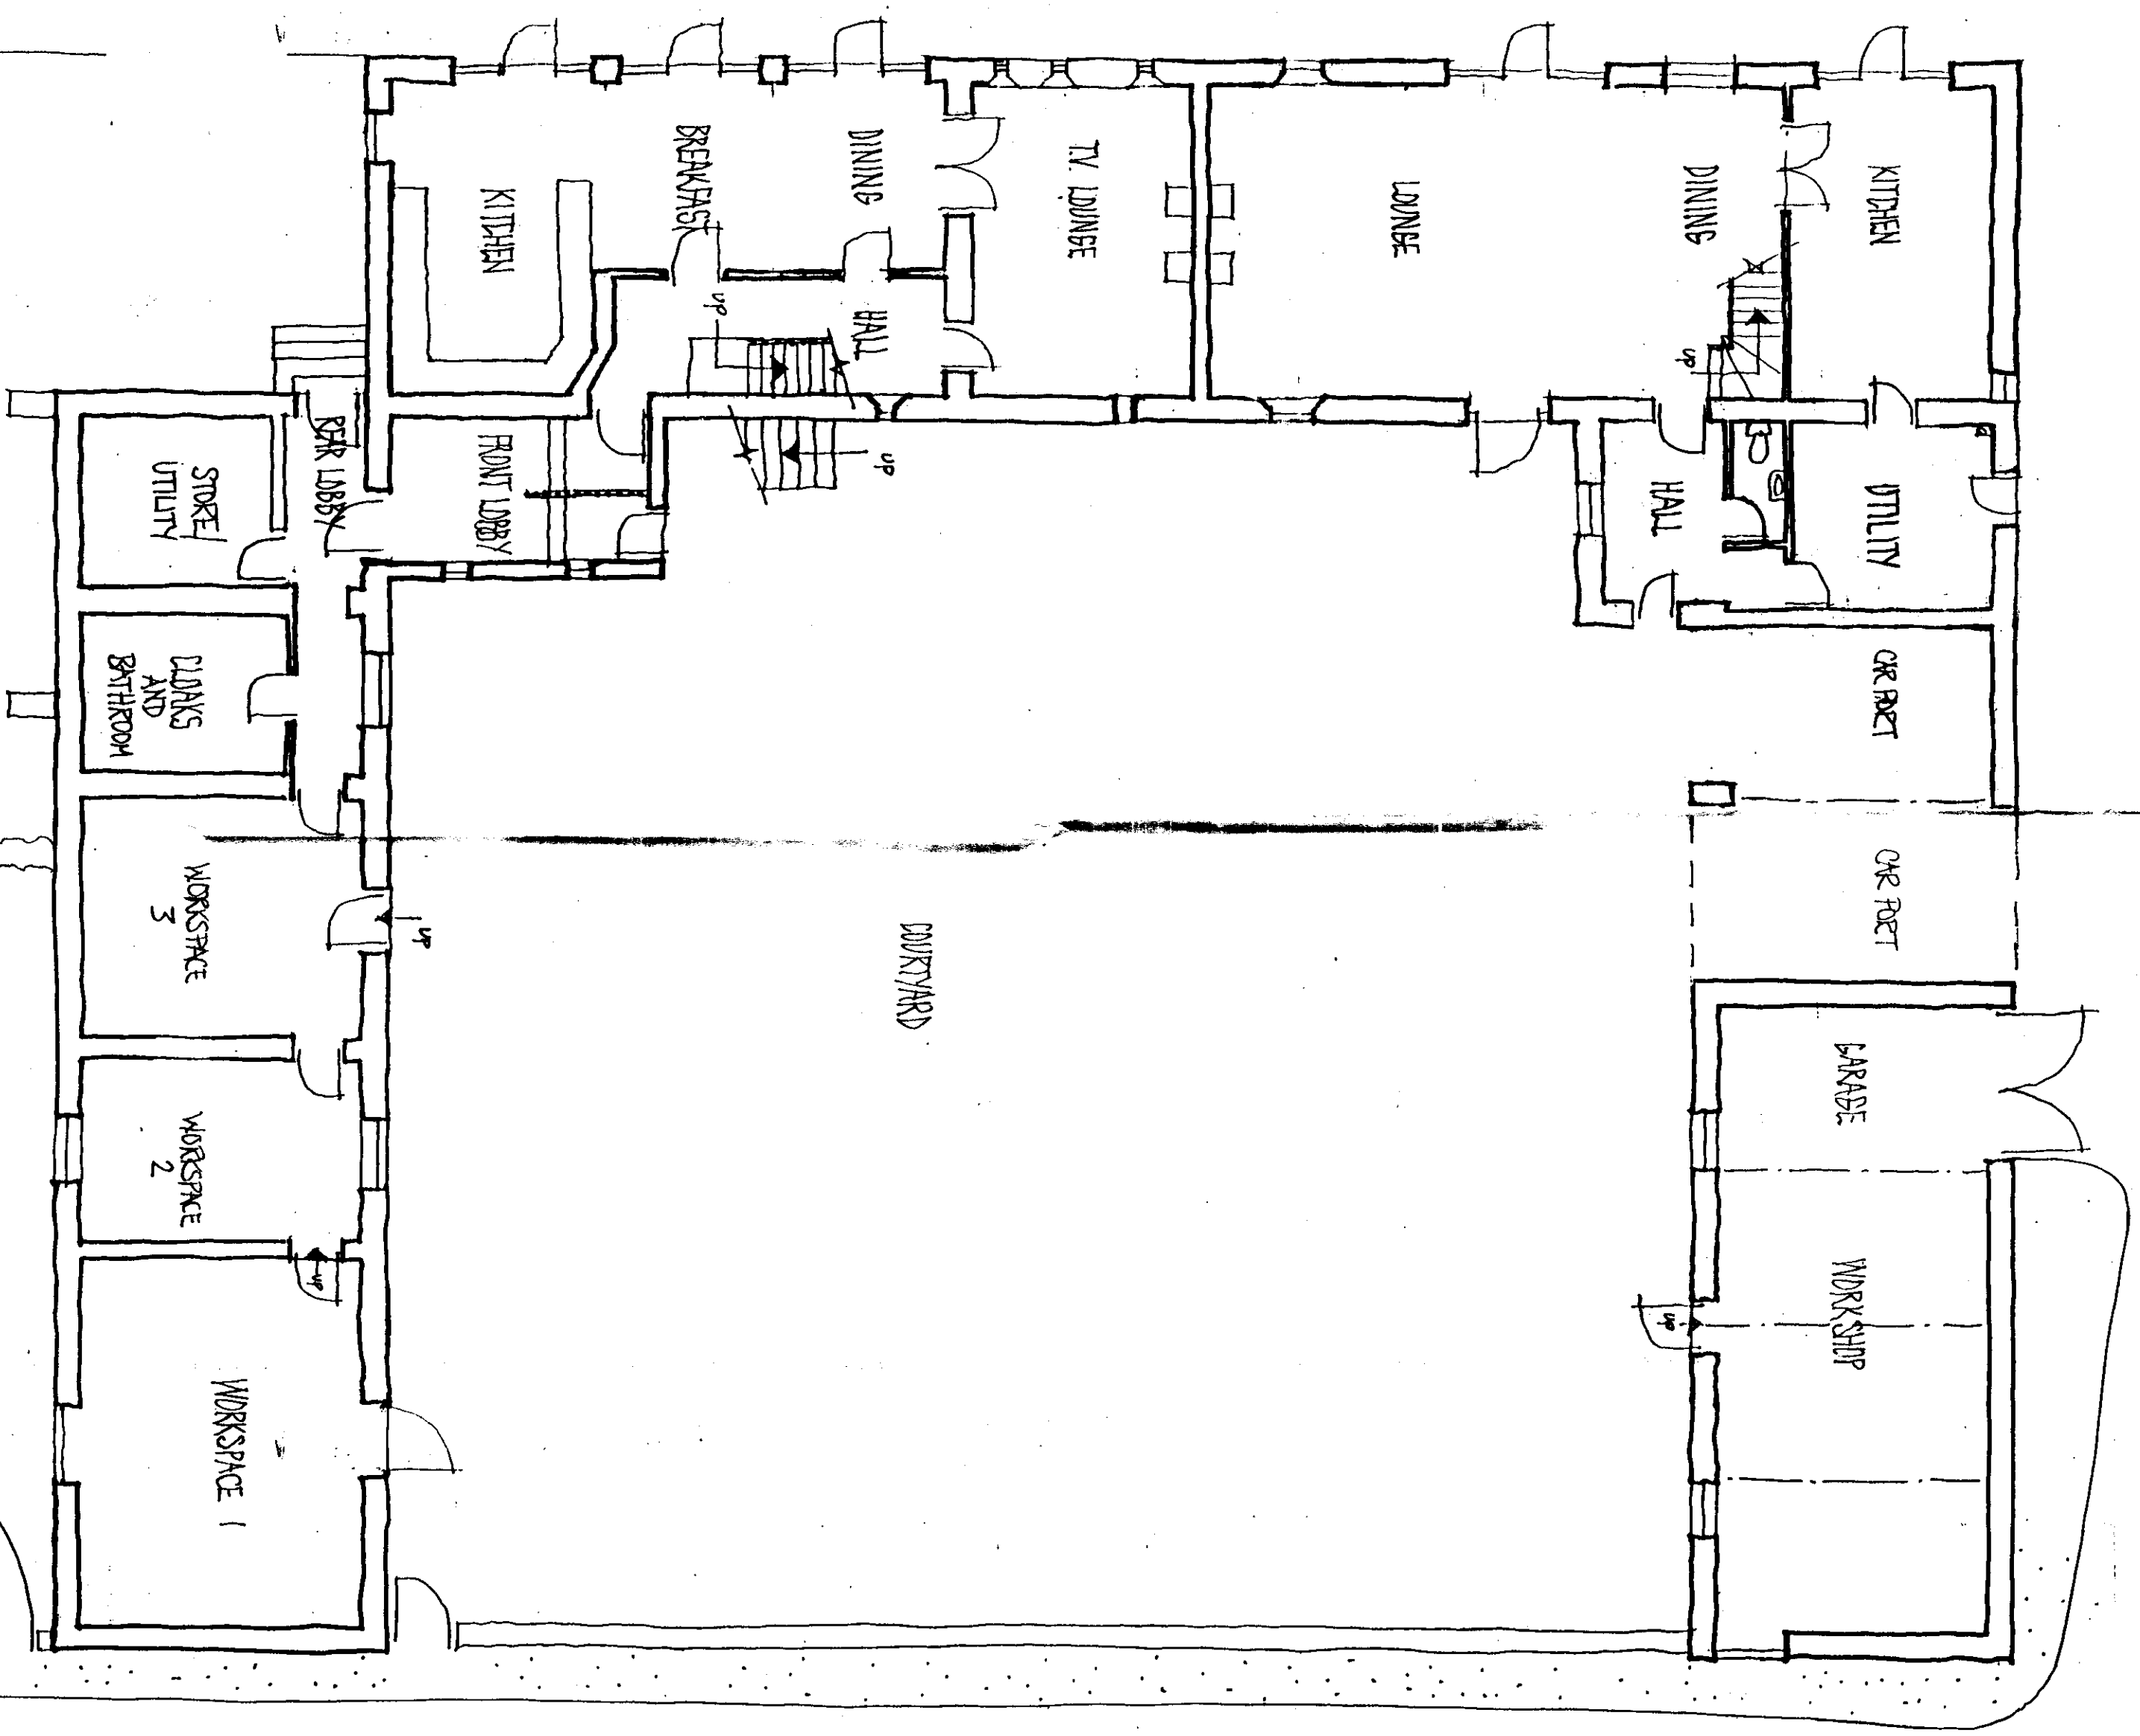 KITCHEN
BREAKFAST
DINING
T.V. LOUNGE
LOUNGE
DINING
KITCHEN
UP
HALL
UP
UP
STORE/
UTILITY
REAR LOBBY
FRONT LOBBY
HALL
UTILITY
CLOAKS
AND
BATHROOM
CAR PORT
CAR PORT
WORKSPACE
3
UP
COURTYARD
GARAGE
WORKSPACE
2
UP
WORKSHOP
UP
WORKSPACE 1